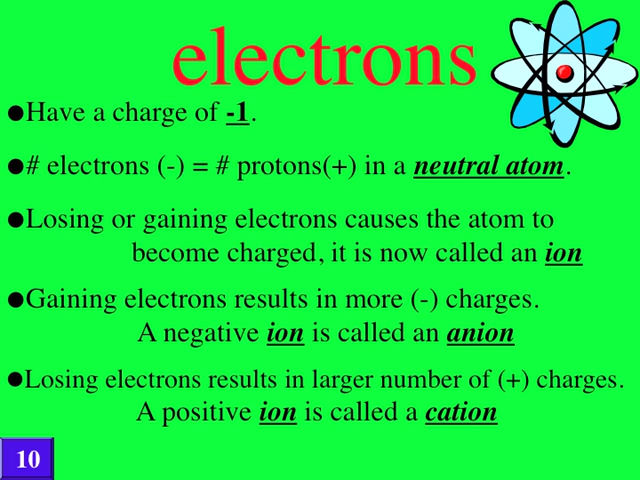 electrons
•Have a charge of -1.
•# electrons (-) = # protons(+) in a neutral atom.
•Losing or gaining electrons causes the atom to
become charged, it is now called an ion
•Gaining electrons results in more (-) charges.
A negative ion is called an anion
•Losing electrons results in larger number of (+) charges.
A positive ion is called a cation
10